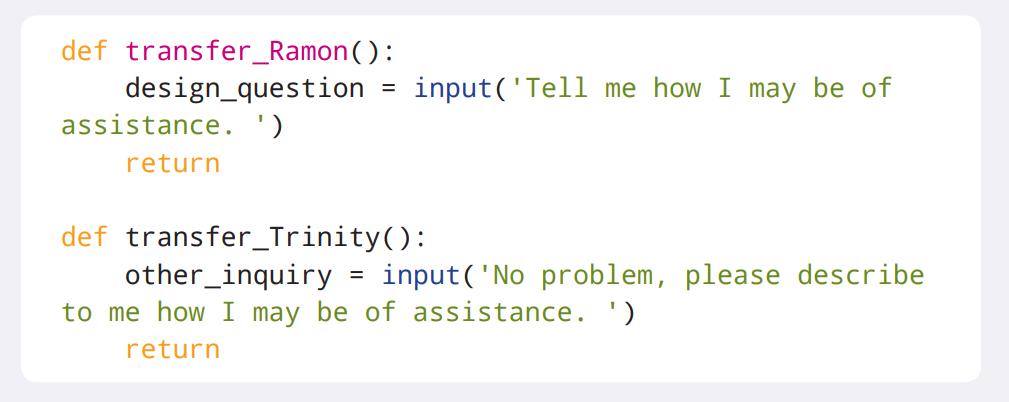 def transfer_Ramon():
    design_question = input('Tell me how I may be of
assistance. ')
    return

def transfer_Trinity():
    other_inquiry = input('No problem, please describe
to me how I may be of assistance. ')
    return